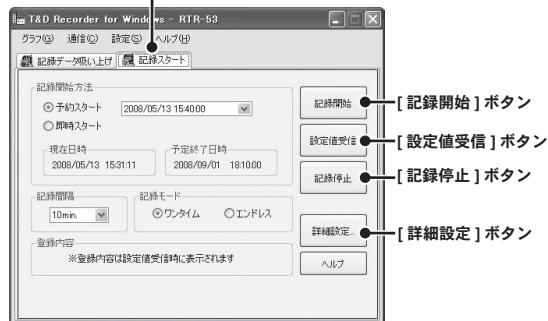 T&D Recorder for Windows - RTR-53
グラフ(G) 通信(C) 設定(S) ヘルプ(H)
記録データ吸い上げ 記録スタート
記録開始方法
予約スタート 2008/05/13 15:40:00
即時スタート
現在日時 予定終了日時
2008/05/13 15:31:11 2008/09/01 18:10:00
記録間隔 記録モード
10min. ワンタイム エンドレス
登録内容
※登録内容は設定値受信時に表示されます
記録開始
設定値受信
記録停止
詳細設定...
ヘルプ
[ 記録開始 ] ボタン
[ 設定値受信 ] ボタン
[ 記録停止 ] ボタン
[ 詳細設定 ] ボタン